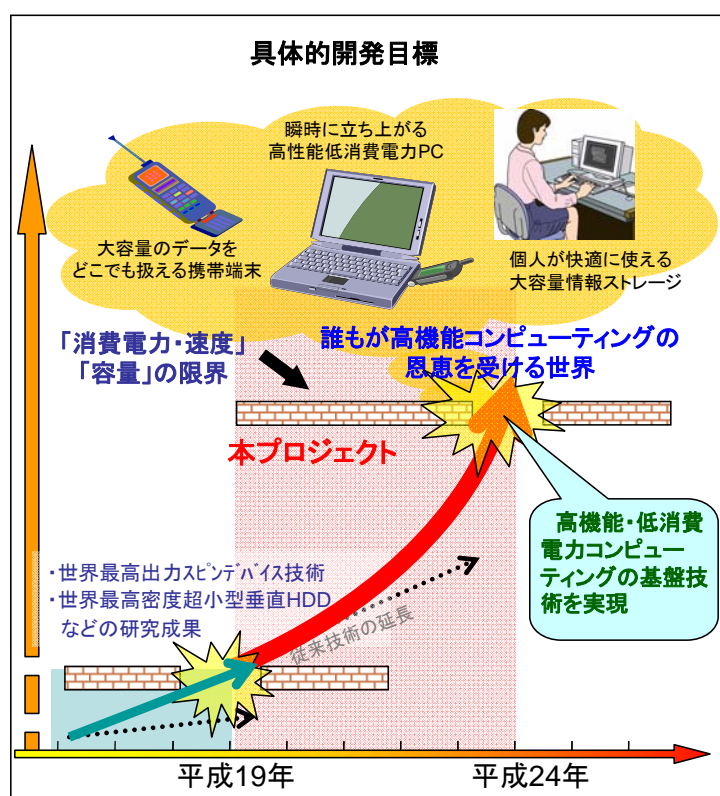 具体的開発目標
瞬時に立ち上がる
高性能低消費電力PC
大容量のデータを
どこでも扱える携帯端末
個人が快適に使える
大容量情報ストレージ
「消費電力・速度」
「容量」の限界
誰もが高機能コンピューティングの
恩恵を受ける世界
本プロジェクト
高機能・低消費
電力コンピュー
ティングの基盤技
術を実現
・世界最高出力ｽﾋﾟﾝﾃﾞﾊﾞｲｽ技術
・世界最高密度超小型垂直HDD
などの研究成果
従来技術の延長
平成19年
平成24年